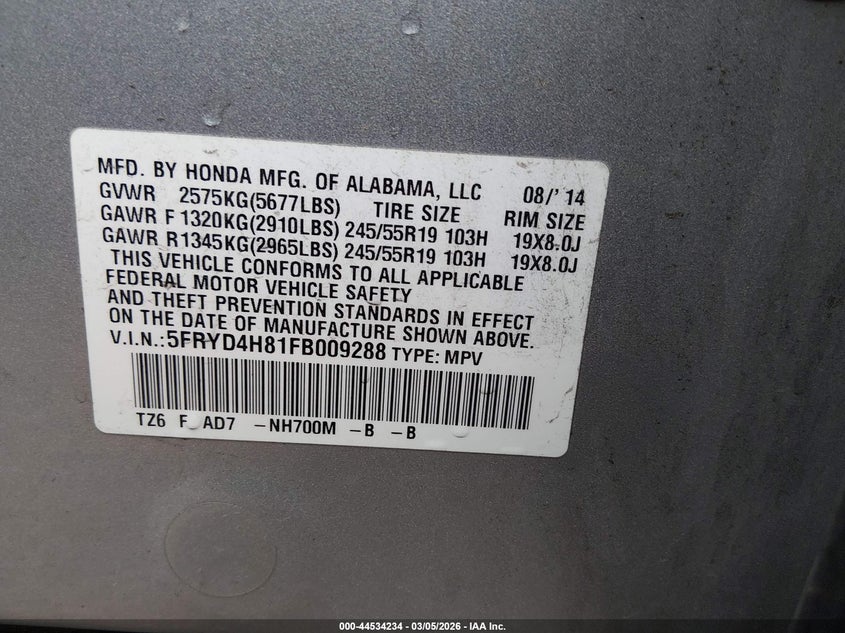 MFD. BY HONDA MFG. OF ALABAMA, LLC 08/'14
GVWR 2575KG(5677LBS) TIRE SIZE RIM SIZE
GAWR F 1320KG(2910LBS) 245/55R19 103H 19X8.0J
GAWR R1345KG(2965LBS) 245/55R19 103H 19X8.0J
THIS VEHICLE CONFORMS TO ALL APPLICABLE
FEDERAL MOTOR VEHICLE SAFETY
AND THEFT PREVENTION STANDARDS IN EFFECT
ON THE DATE OF MANUFACTURE SHOWN ABOVE.
V.I.N.:5FRYD4H81FB009288 TYPE: MPV
TZ6 F AD7 -NH700M -B -B
000-44534234 | 03/05/2026 - IAA Inc.